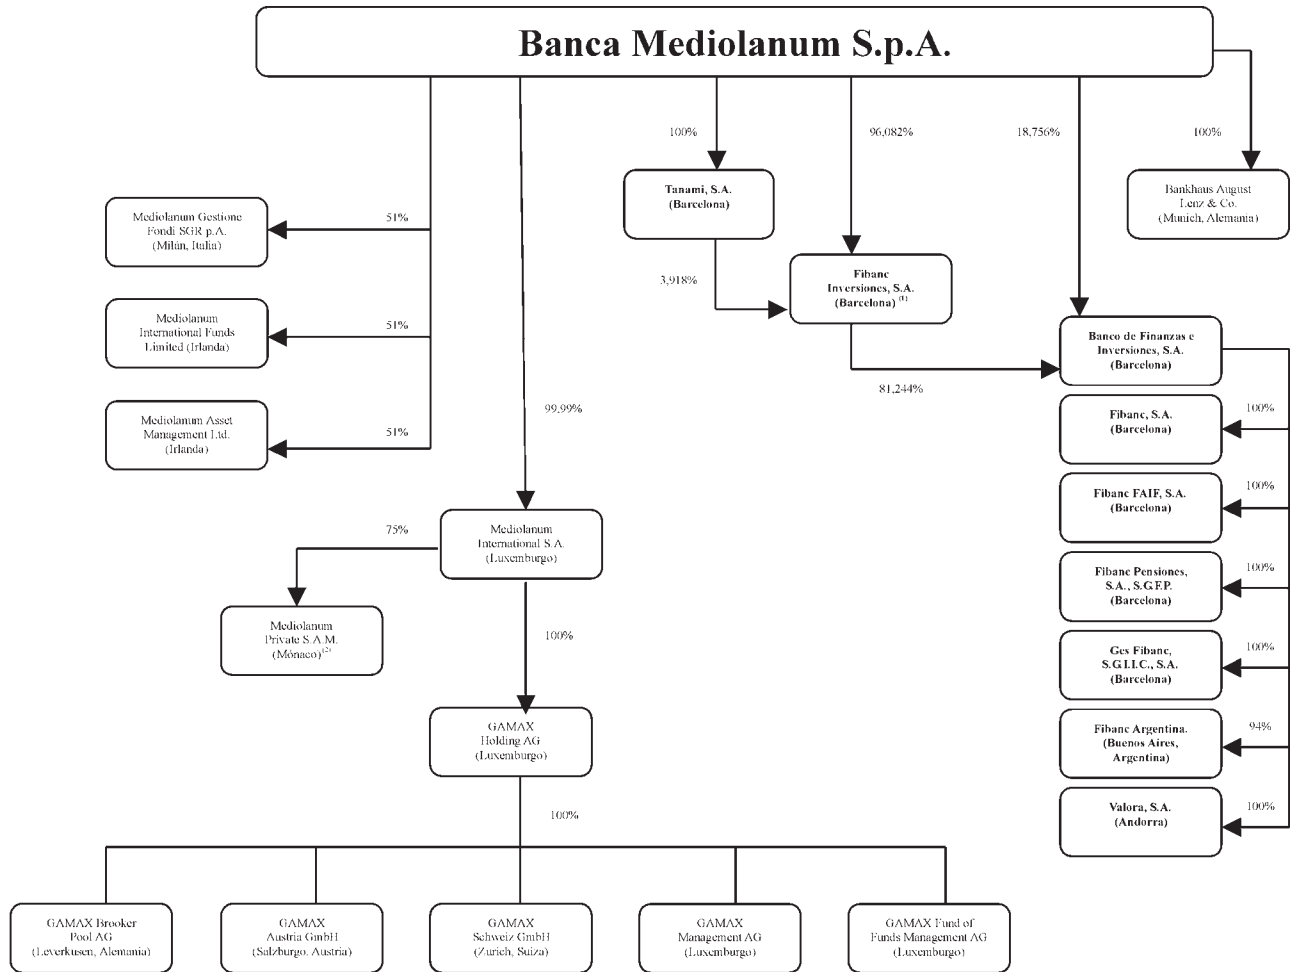 Banca Mediolanum S.p.A.
100%
96,082%
18,756%
100%
Tanami, S.A.
(Barcelona)
Bankhaus August
Lenz & Co.
(Munich, Alemania)
Mediolanum Gestione
Fondi SGR p.A.
(Milán, Italia)
51%
3,918%
Fibanc
Inversiones, S.A.
(Barcelona) (1)
Mediolanum
International Funds
Limited (Irlanda)
51%
Banco de Finanzas e
Inversiones, S.A.
(Barcelona)
81,244%
Mediolanum Asset
Management Ltd.
(Irlanda)
51%
99,99%
Fibanc, S.A.
(Barcelona)
100%
Fibanc FAIF, S.A.
(Barcelona)
100%
75%
Mediolanum
International S.A.
(Luxemburgo)
Fibanc Pensiones,
S.A., S.G.F.P.
(Barcelona)
100%
Mediolanum
Private S.A.M.
(Mónaco) (2)
100%
Ges Fibanc,
S.G.I.I.C., S.A.
(Barcelona)
100%
GAMAX
Holding AG
(Luxemburgo)
Fibanc Argentina.
(Buenos Aires,
Argentina)
94%
100%
Valora, S.A.
(Andorra)
100%
GAMAX Brooker
Pool AG
(Leverkusen, Alemania)
GAMAX
Austria GmbH
(Salzburgo, Austria)
GAMAX
Schweiz GmbH
(Zurich, Suiza)
GAMAX
Management AG
(Luxemburgo)
GAMAX Fund of
Funds Management AG
(Luxemburgo)